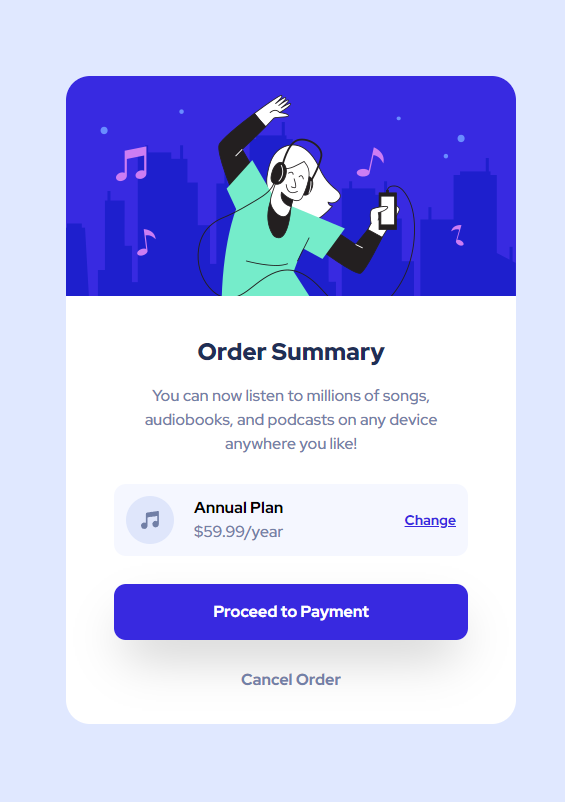 Order Summary
You can now listen to millions of songs,
audiobooks, and podcasts on any device
anywhere you like!
Annual Plan
$59.99/year
Change
Proceed to Payment
Cancel Order